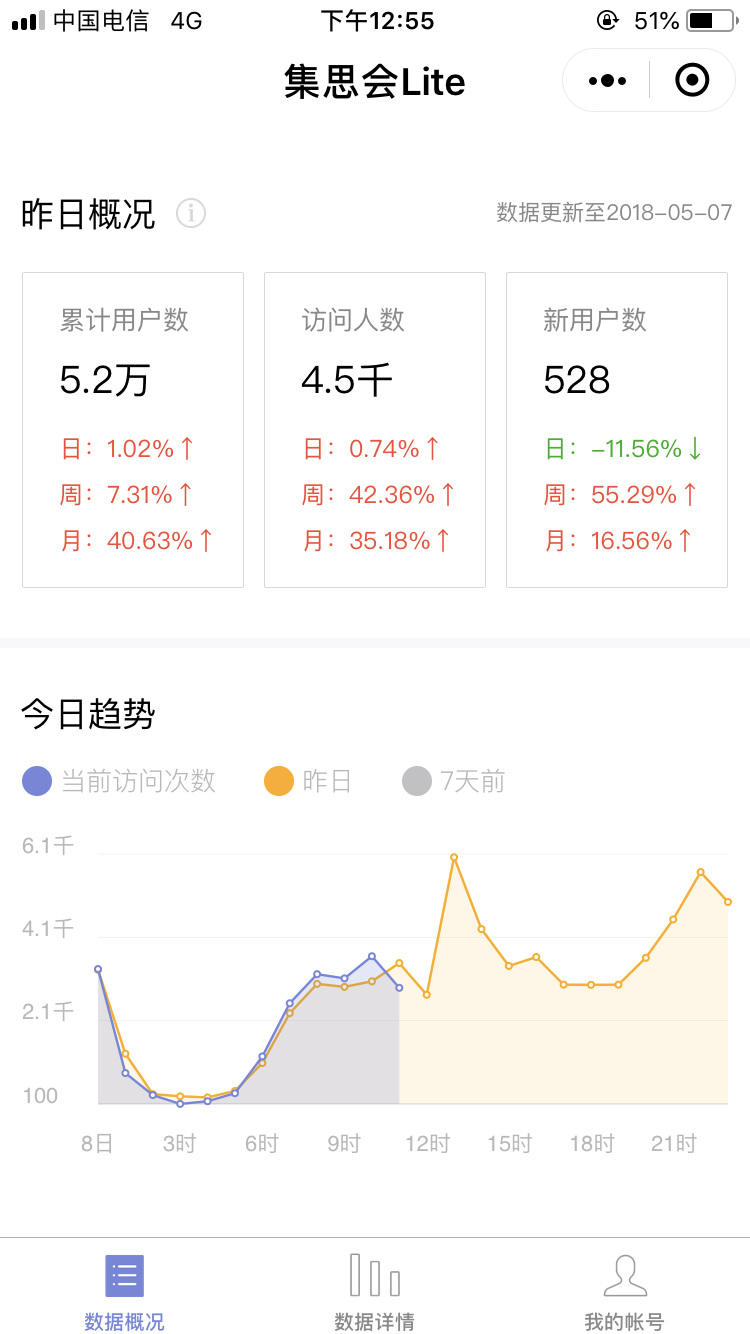 中国电信 4G 下午12:55 51%
集思会Lite
昨日概况 数据更新至2018-05-07
累计用户数 访问人数 新用户数
5.2万 4.5千 528
日：1.02%↑ 日：0.74%↑ 日：-11.56%↓
周：7.31%↑ 周：42.36%↑ 周：55.29%↑
月：40.63%↑ 月：35.18%↑ 月：16.56%↑
今日趋势
当前访问次数 昨日 7天前
6.1千
4.1千
2.1千
100
8日 3时 6时 9时 12时 15时 18时 21时
数据概况 数据详情 我的帐号